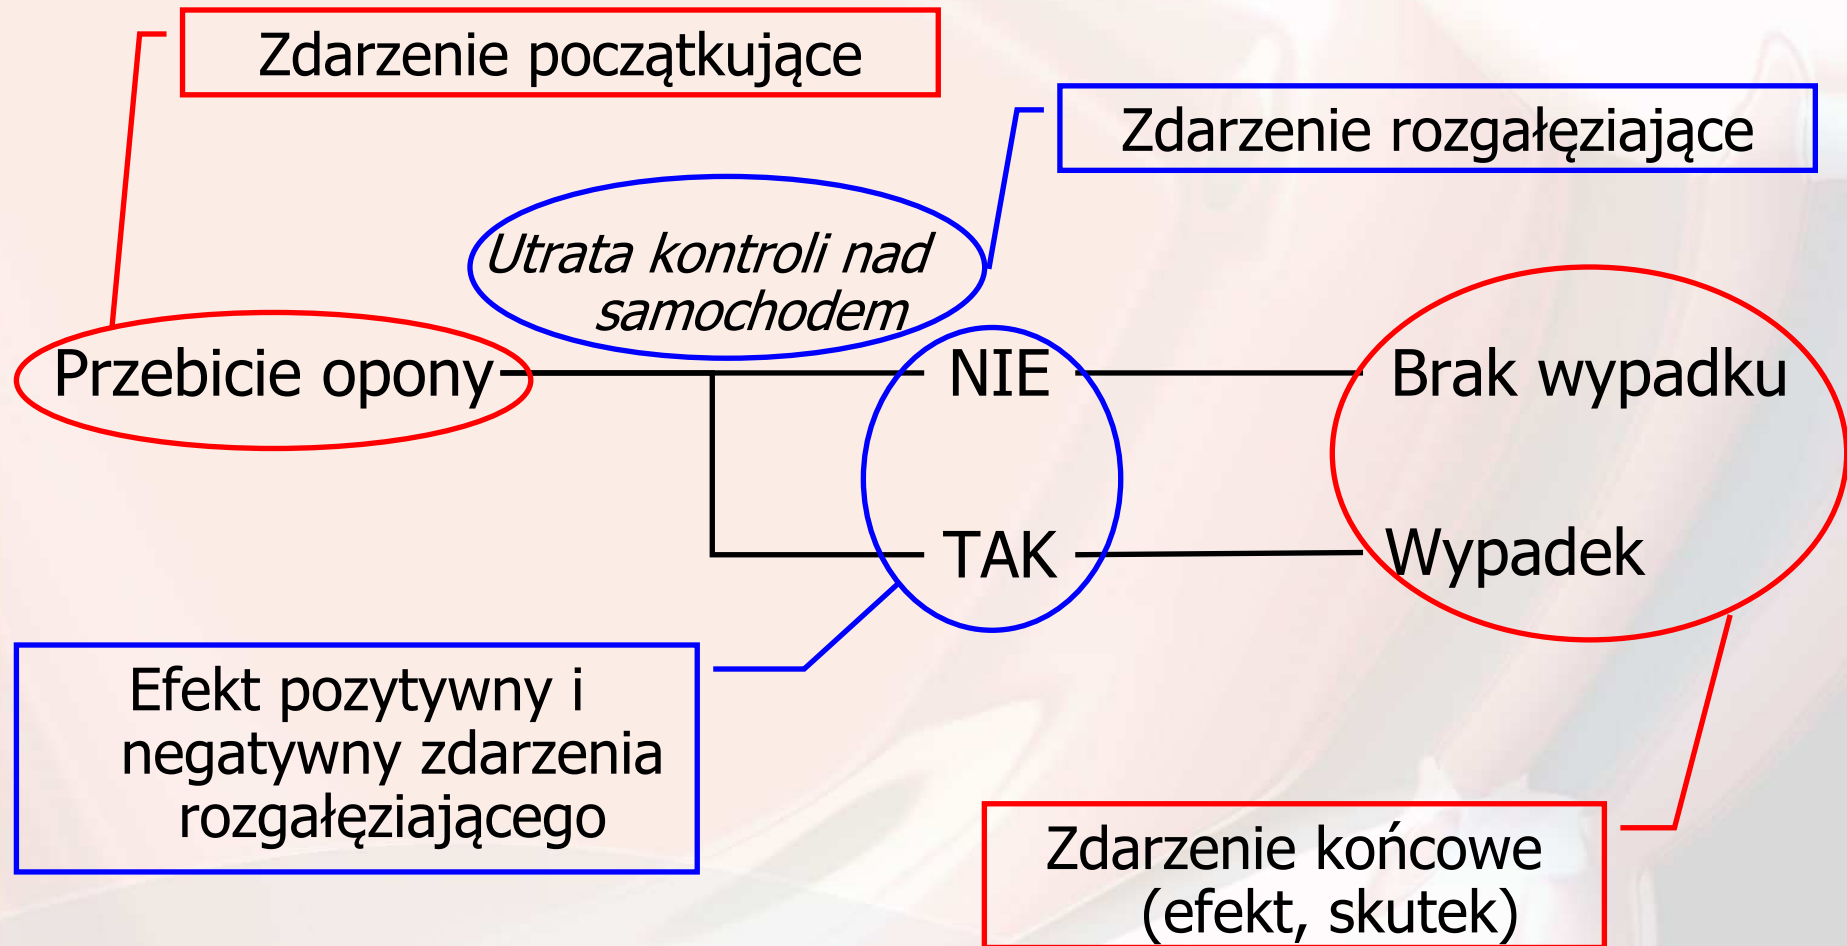 Zdarzenie początkujące
Zdarzenie rozgałęziające
Utrata kontroli nad
samochodem
Przebicie opony
NIE
Brak wypadku
TAK
Wypadek
Efekt pozytywny i
negatywny zdarzenia
rozgałęziającego
Zdarzenie końcowe
(efekt, skutek)